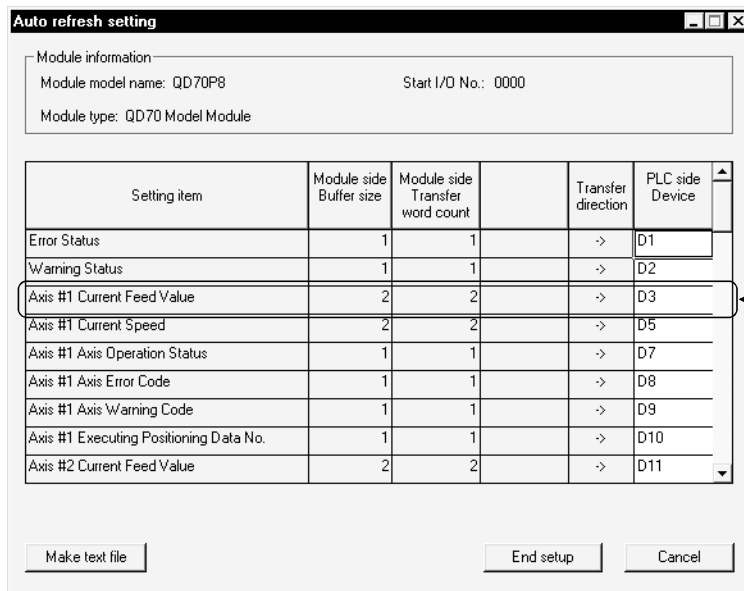 Auto refresh setting
Module information
Module model name: QD70P8 Start I/O No.: 0000
Module type: QD70 Model Module
Setting item Module side Buffer size Module side Transfer word count Transfer direction PLC side Device
Error Status 1 1 -> D1
Warning Status 1 1 -> D2
Axis #1 Current Feed Value 2 2 -> D3
Axis #1 Current Speed 2 2 -> D5
Axis #1 Axis Operation Status 1 1 -> D7
Axis #1 Axis Error Code 1 1 -> D8
Axis #1 Axis Warning Code 1 1 -> D9
Axis #1 Executing Positioning Data No. 1 1 -> D10
Axis #2 Current Feed Value 2 2 -> D11
Make text file End setup Cancel